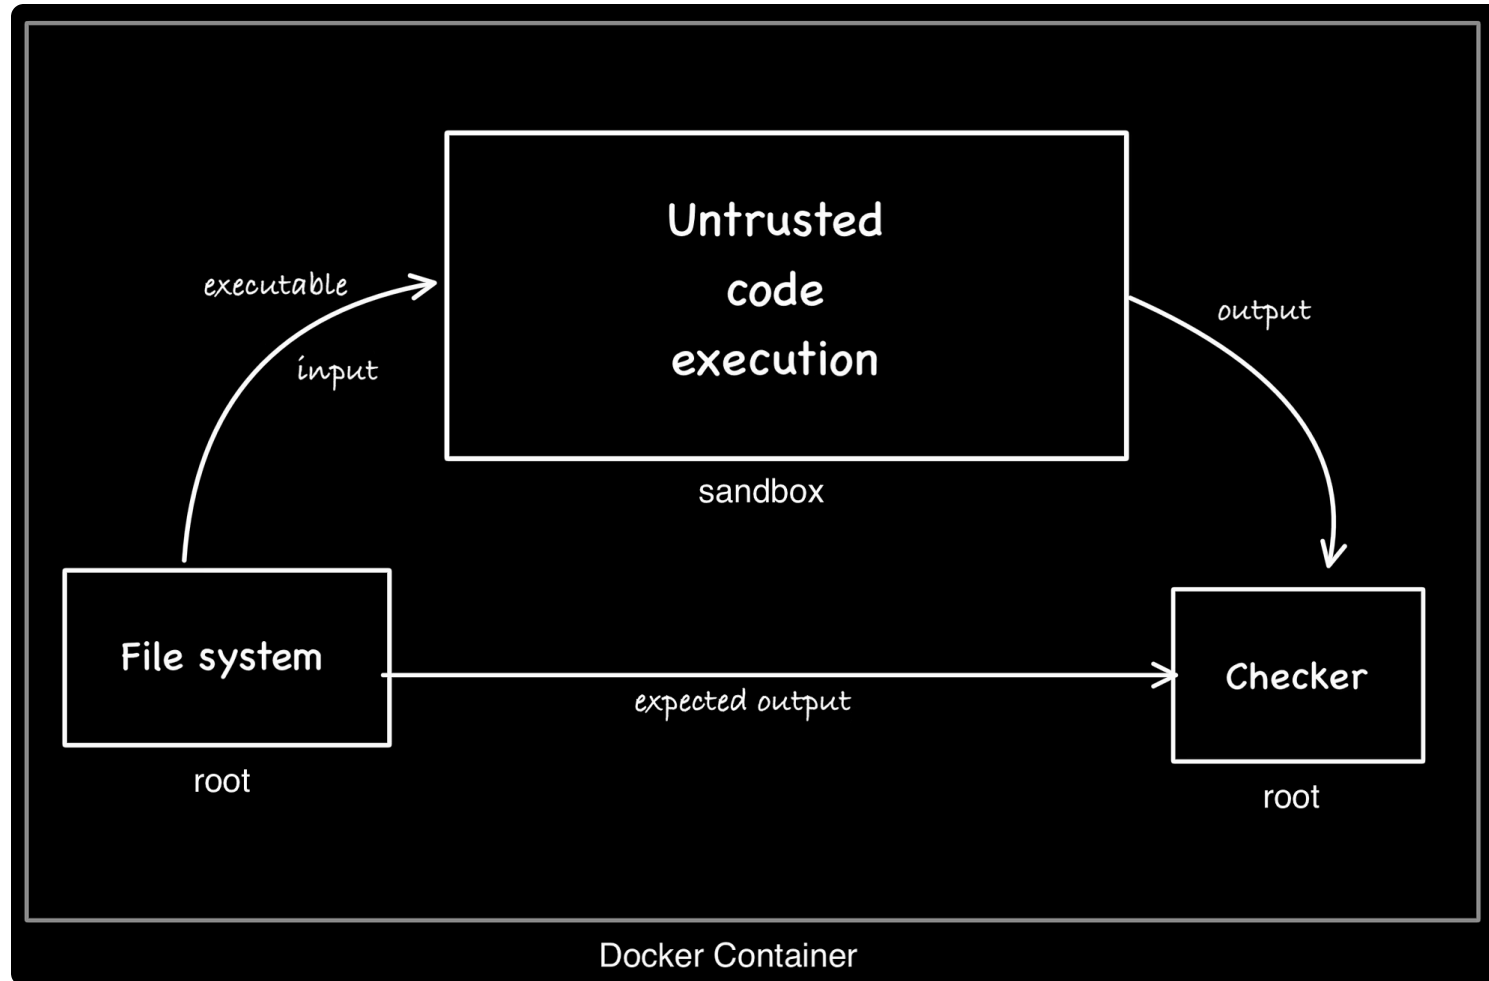 Untrusted
code
execution
executable
input
output
sandbox
File system
expected output
Checker
root
root
Docker Container